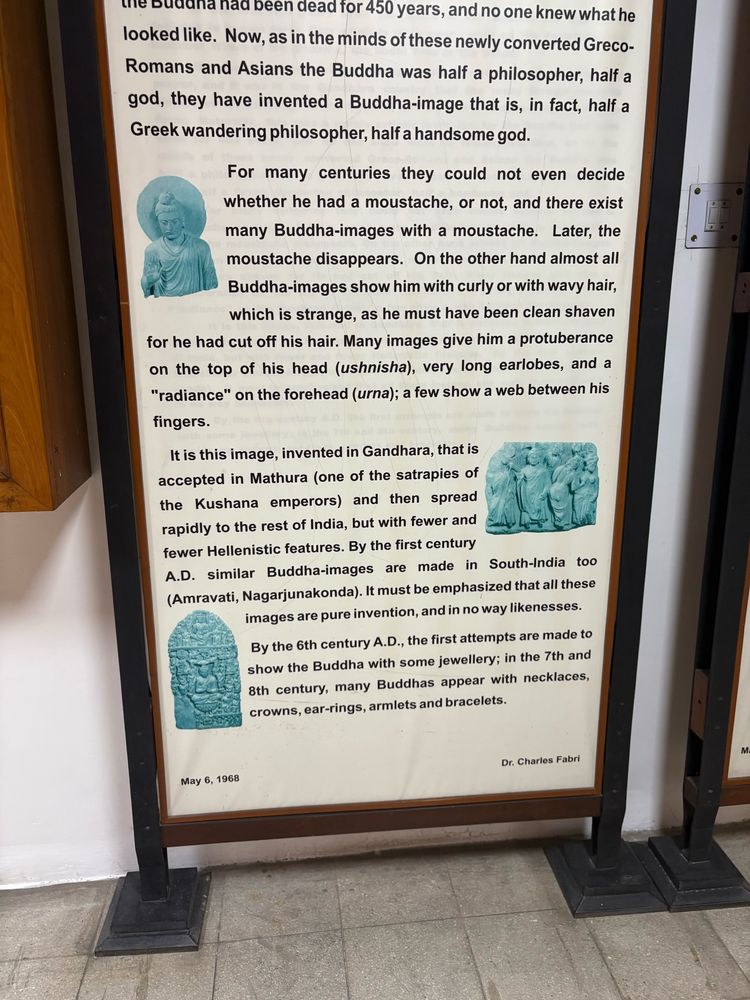 the Buddha had been dead for 450 years, and no one knew what he
looked like. Now, as in the minds of these newly converted Greco-
Romans and Asians the Buddha was half a philosopher, half a
god, they have invented a Buddha-image that is, in fact, half a
Greek wandering philosopher, half a handsome god.
For many centuries they could not even decide
whether he had a moustache, or not, and there exist
many Buddha-images with a moustache. Later, the
moustache disappears. On the other hand almost all
Buddha-images show him with curly or with wavy hair,
which is strange, as he must have been clean shaven
for he had cut off his hair. Many images give him a protuberance
on the top of his head (ushnisha), very long earlobes, and a
"radiance" on the forehead (urna); a few show a web between his
fingers.
It is this image, invented in Gandhara, that is
accepted in Mathura (one of the satrapies of
the Kushana emperors) and then spread
rapidly to the rest of India, but with fewer and
fewer Hellenistic features. By the first century
A.D. similar Buddha-images are made in South-India too
(Amravati, Nagarjunakonda). It must be emphasized that all these
images are pure invention, and in no way likenesses.
By the 6th century A.D., the first attempts are made to
show the Buddha with some jewellery; in the 7th and
8th century, many Buddhas appear with necklaces,
crowns, ear-rings, armlets and bracelets.
Dr. Charles Fabri
May 6, 1968